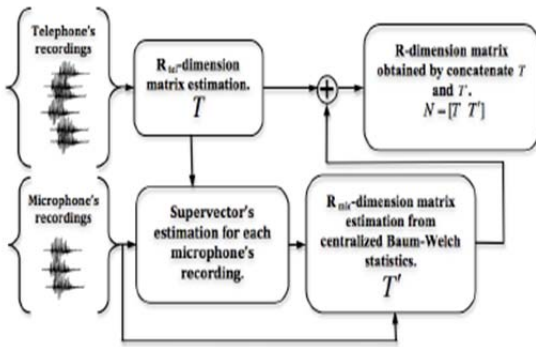 Telephone's
recordings
R_tel-dimension
matrix estimation.
T
R-dimension matrix
obtained by concatenate T
and T'.
N=[T T']
Microphone's
recordings
Supervector's
estimation for each
microphone's
recording.
R_mic-dimension matrix
estimation from
centralized Baum-Welch
statistics.
T'